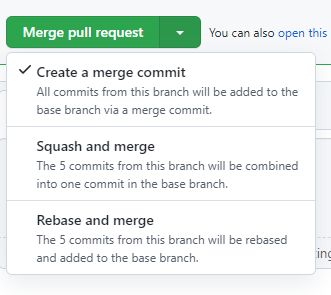 Merge pull request
You can also open this
Create a merge commit
All commits from this branch will be added to the
base branch via a merge commit.
Squash and merge
The 5 commits from this branch will be combined
into one commit in the base branch.
Rebase and merge
The 5 commits from this branch will be rebased
and added to the base branch.